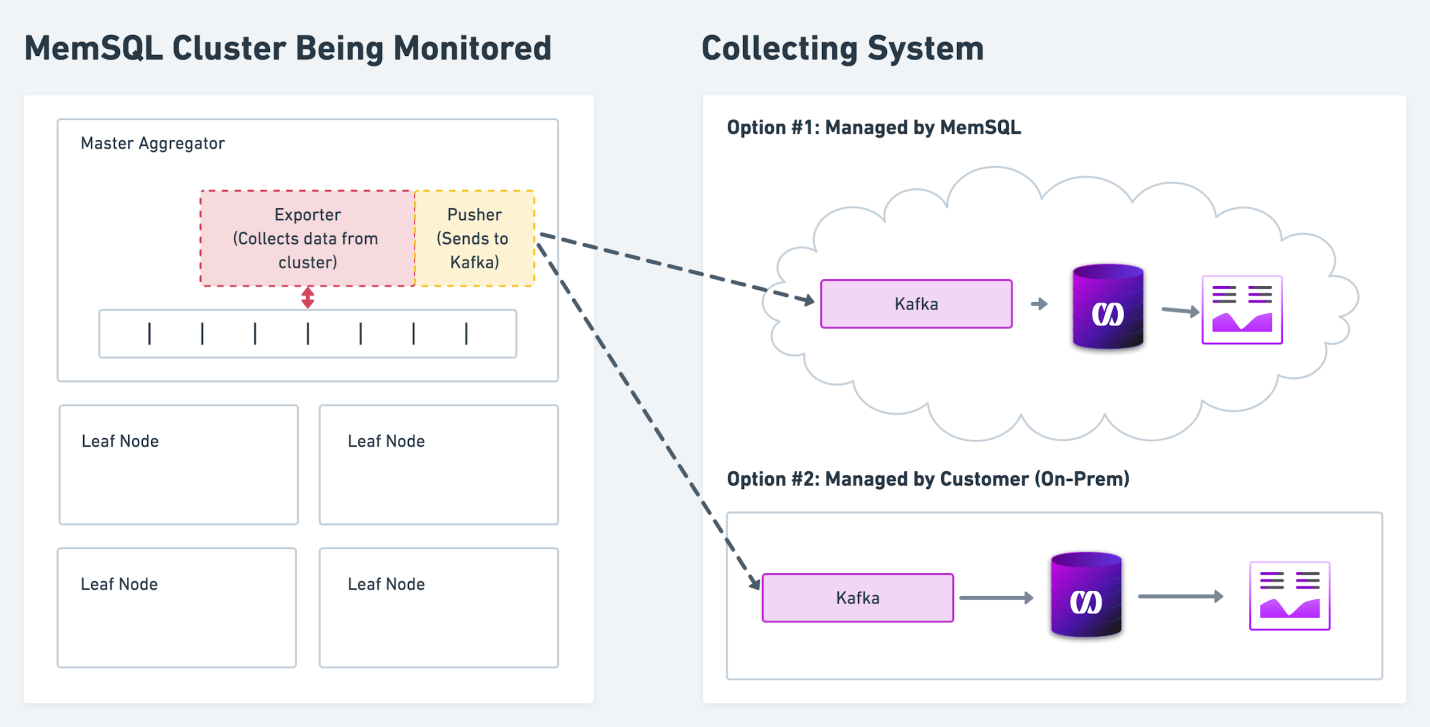 MemSQL Cluster Being Monitored
Collecting System
Master Aggregator
Exporter
(Collects data from
cluster)
Pusher
(Sends to
Kafka)
Leaf Node
Leaf Node
Leaf Node
Leaf Node
Option #1: Managed by MemSQL
Kafka
Option #2: Managed by Customer (On-Prem)
Kafka